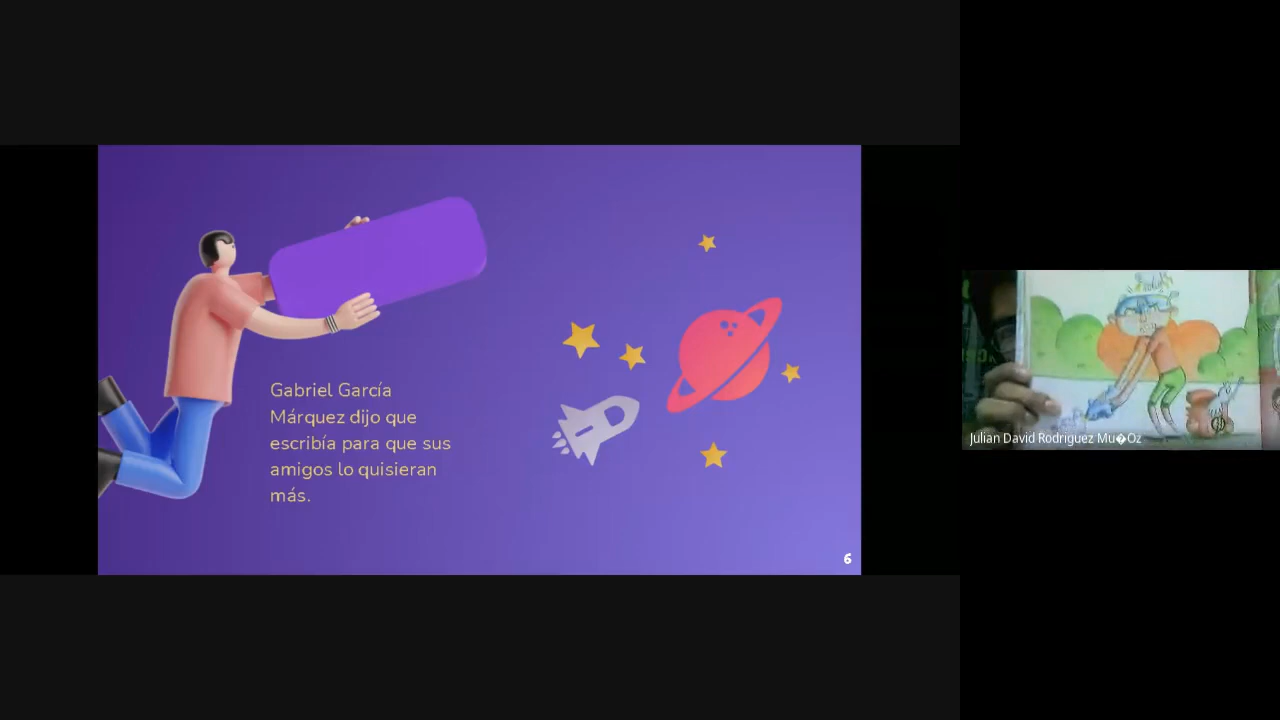 Gabriel García
Márquez dijo que
escribía para que sus
amigos lo quisieran
más.
6
Julian David Rodriguez Mu�Oz